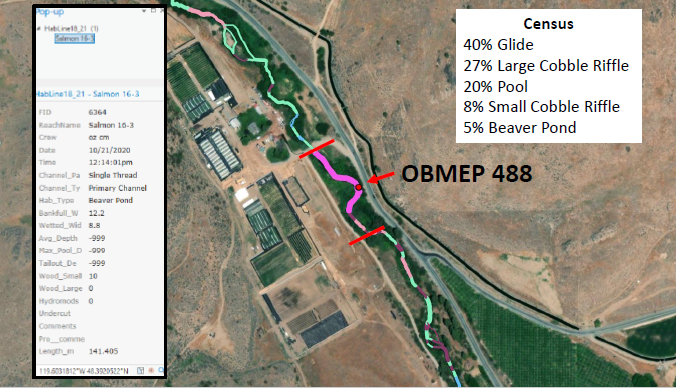 Pop-up
HabLine18_21 (1)
Salmon 16-3
HabLine18_21 - Salmon 16-3
FID 6364
ReachName Salmon 16-3
Crew oz cm
Date 10/21/2020
Time 12:14:01pm
Channel_Pa Single Thread
Channel_Ty Primary Channel
Hab_Type Beaver Pond
Bankfull_W 12.2
Wetted_Wid 8.8
Avg_Depth -999
Max_Pool_D -999
Tailout_De -999
Wood_Small 10
Wood_Large 0
Hydromods 0
Undercut
Comments
Pre__comme
Length_m 141.405
Census
40% Glide
27% Large Cobble Riffle
20% Pool
8% Small Cobble Riffle
5% Beaver Pond
OBMEP 488